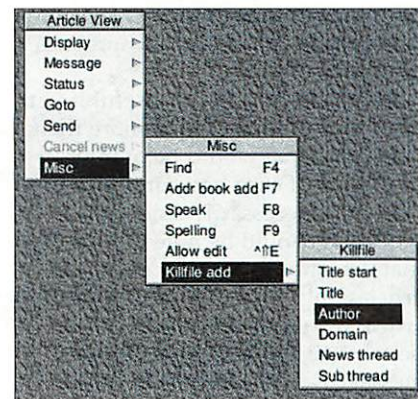 Article View
Display
Message
Status
Goto
Send
Cancel news
Misc
Misc
Find F4
Addr book add F7
Speak F8
Spelling F9
Allow edit ^⇑E
Killfile add
Killfile
Title start
Title
Author
Domain
News thread
Sub thread